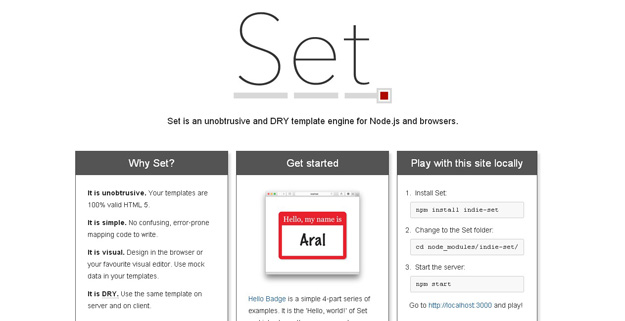 Set.
Set is an unobtrusive and DRY template engine for Node.js and browsers.
Why Set?
It is unobtrusive. Your templates are
100% valid HTML 5.
It is simple. No confusing, error-prone
mapping code to write.
It is visual. Design in the browser or
your favourite visual editor. Use mock
data in your templates.
It is DRY. Use the same template on
server and on client.
Get started
Hello, my name is
Aral
Hello Badge is a simple 4-part series of
examples. It is the 'Hello, world!' of Set
Play with this site locally
1. Install Set:
npm install indie-set
2. Change to the Set folder:
cd node_modules/indie-set/
3. Start the server:
npm start
Go to http://localhost:3000 and play!